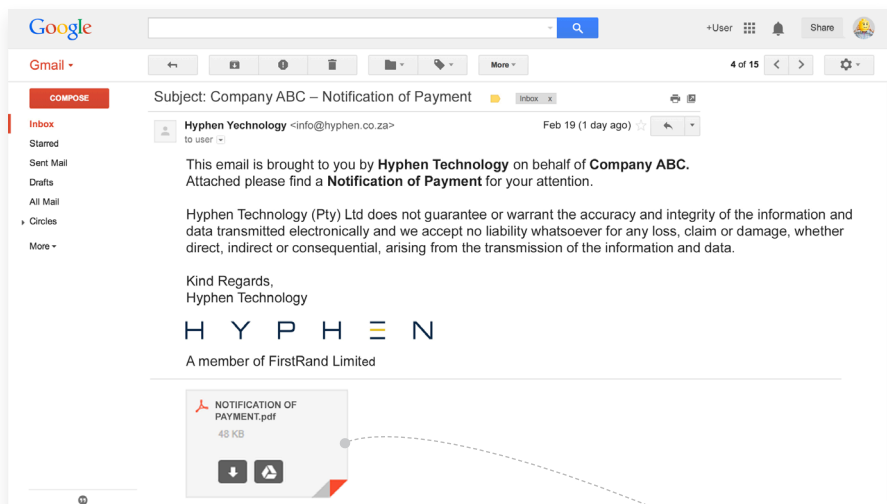 Google
+User
Share
Gmail
More
4 of 15
COMPOSE
Subject: Company ABC – Notification of Payment
Inbox x
Inbox
Hyphen Yechnology <info@hyphen.co.za>
Feb 19 (1 day ago)
to user
Starred
Sent Mail
Drafts
All Mail
Circles
More
This email is brought to you by Hyphen Technology on behalf of Company ABC.
Attached please find a Notification of Payment for your attention.
Hyphen Technology (Pty) Ltd does not guarantee or warrant the accuracy and integrity of the information and
data transmitted electronically and we accept no liability whatsoever for any loss, claim or damage, whether
direct, indirect or consequential, arising from the transmission of the information and data.
Kind Regards,
Hyphen Technology
HYPHEN
A member of FirstRand Limited
NOTIFICATION OF
PAYMENT.pdf
48 KB